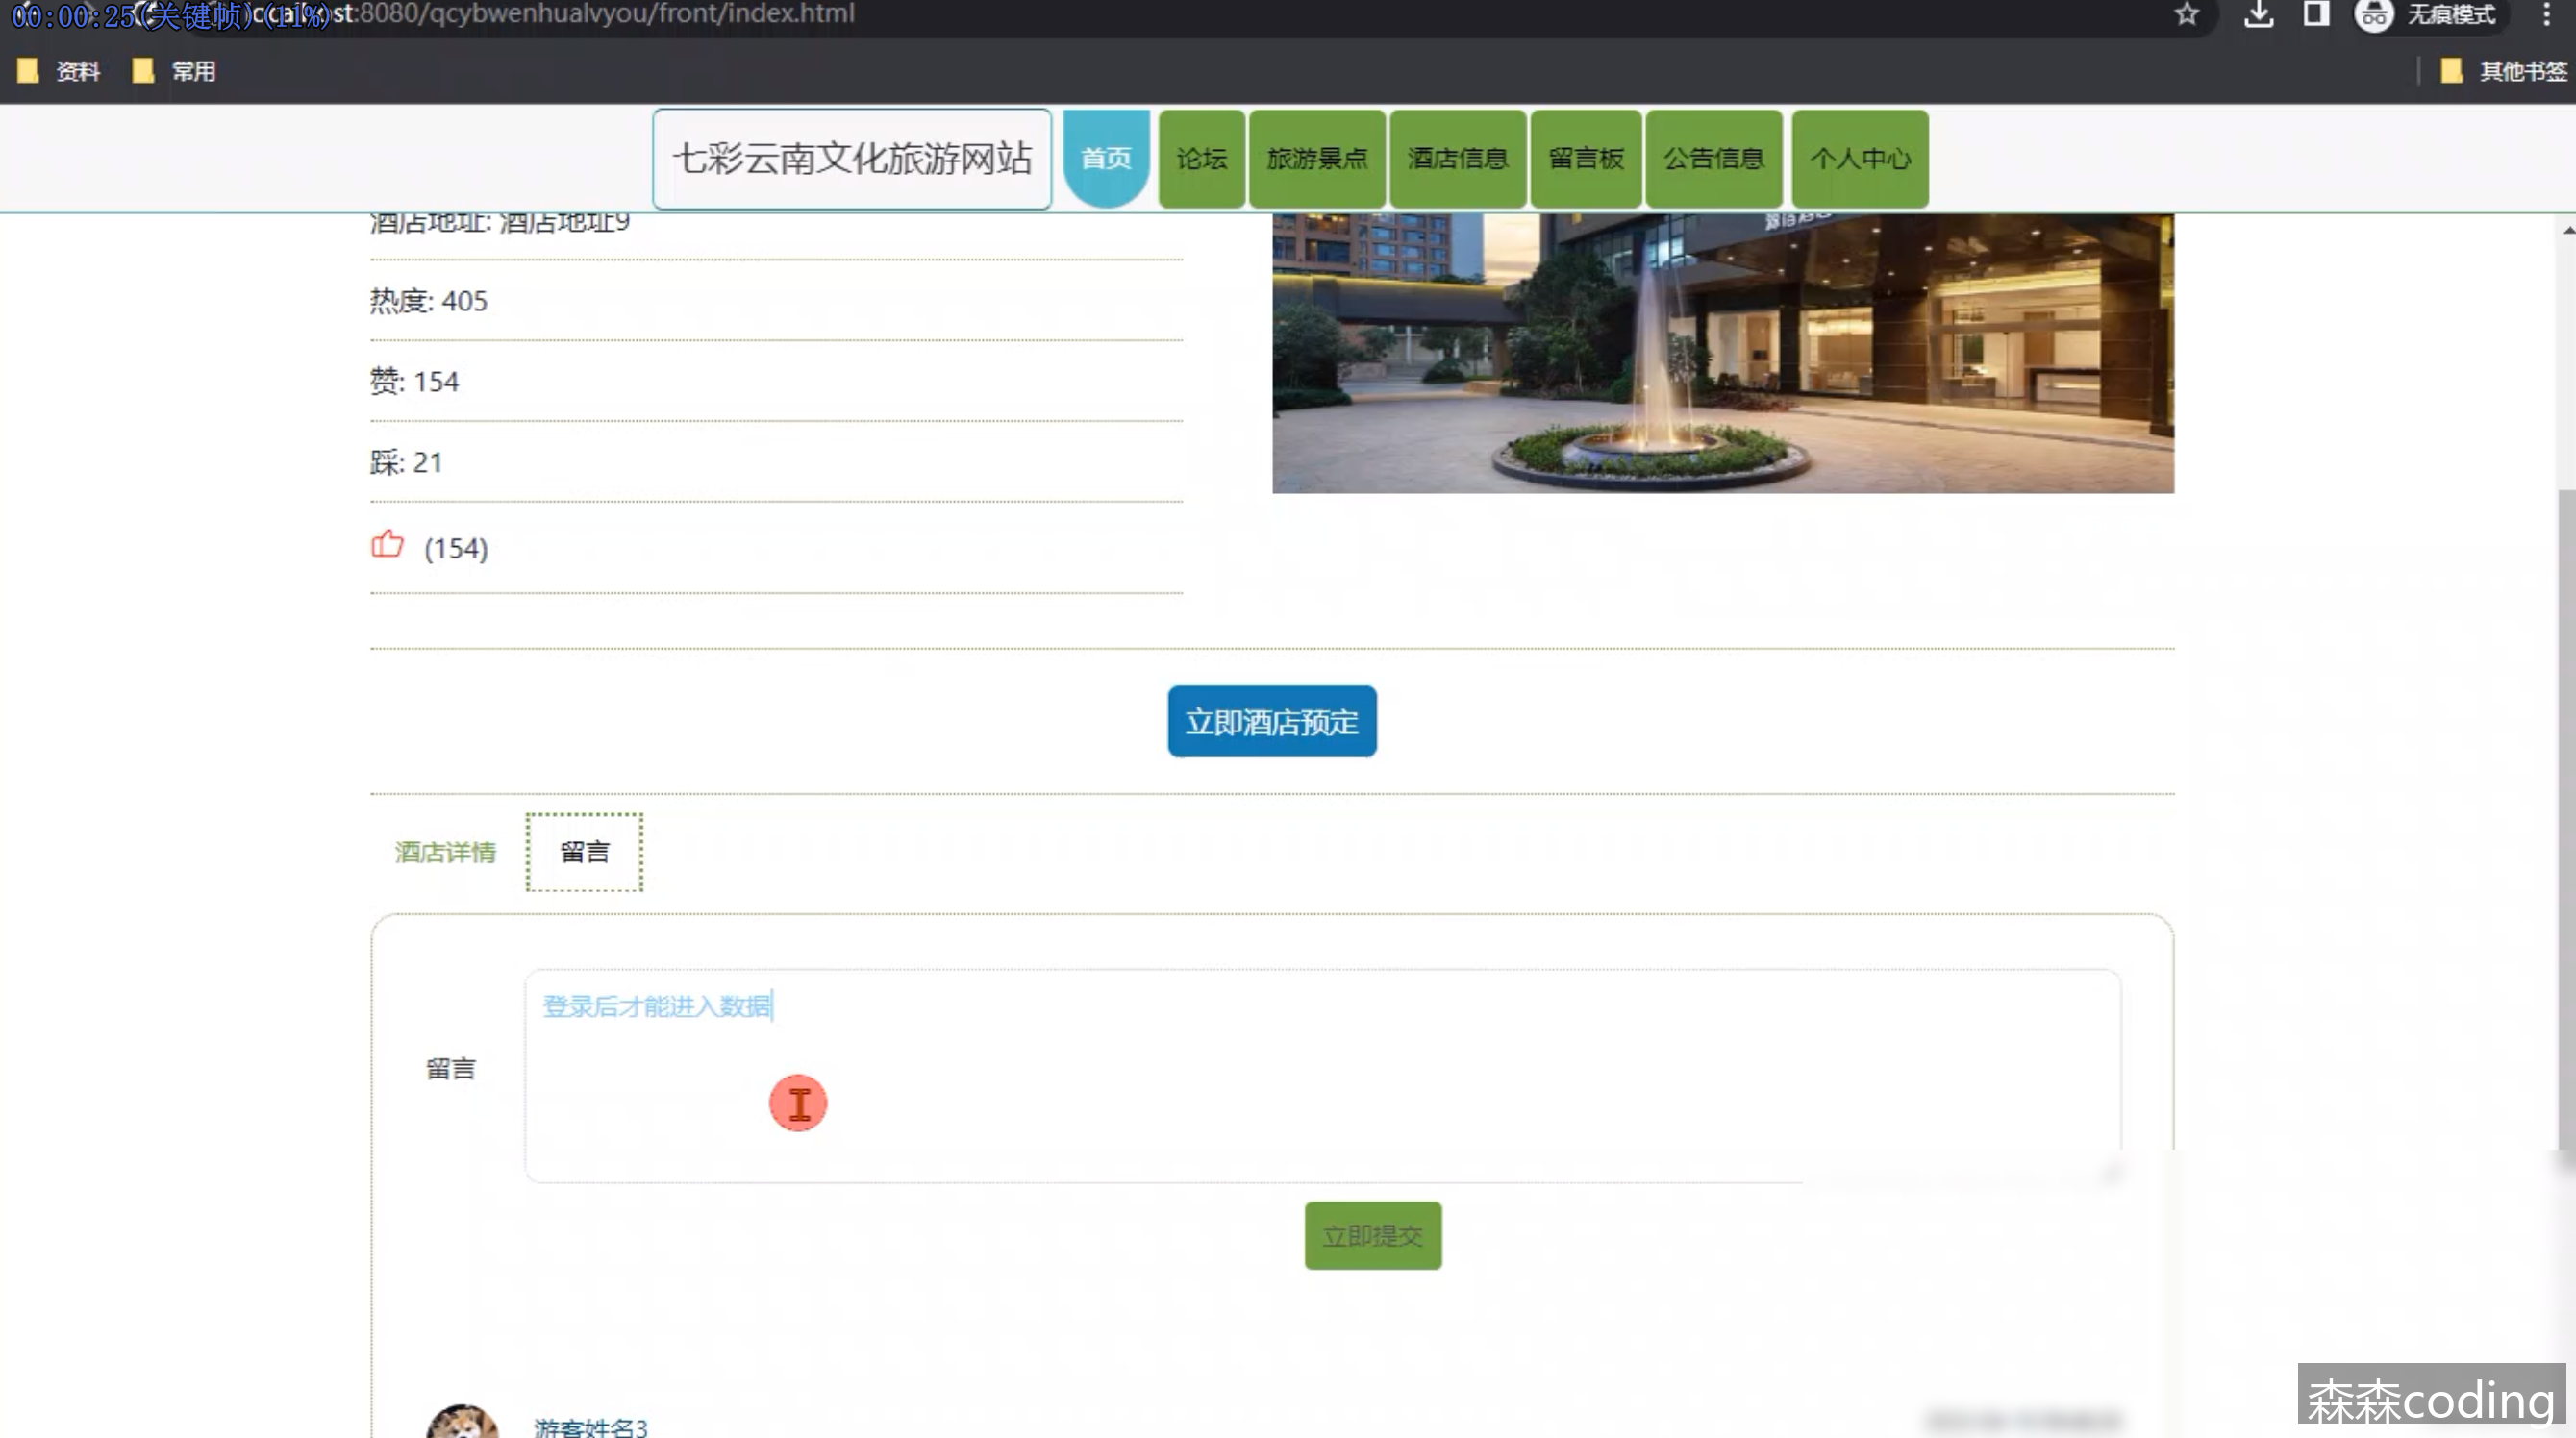 00:00:25(关键帧)(11%)
:8080/qcybwenhualvyou/front/index.html
无痕模式
资料
常用
其他书签
七彩云南文化旅游网站
首页
论坛
旅游景点
酒店信息
留言板
公告信息
个人中心
酒店地址: 酒店地址9
热度: 405
赞: 154
踩: 21
(154)
立即酒店预定
酒店详情
留言
登录后才能进入数据
留言
立即提交
游客姓名3
森森coding